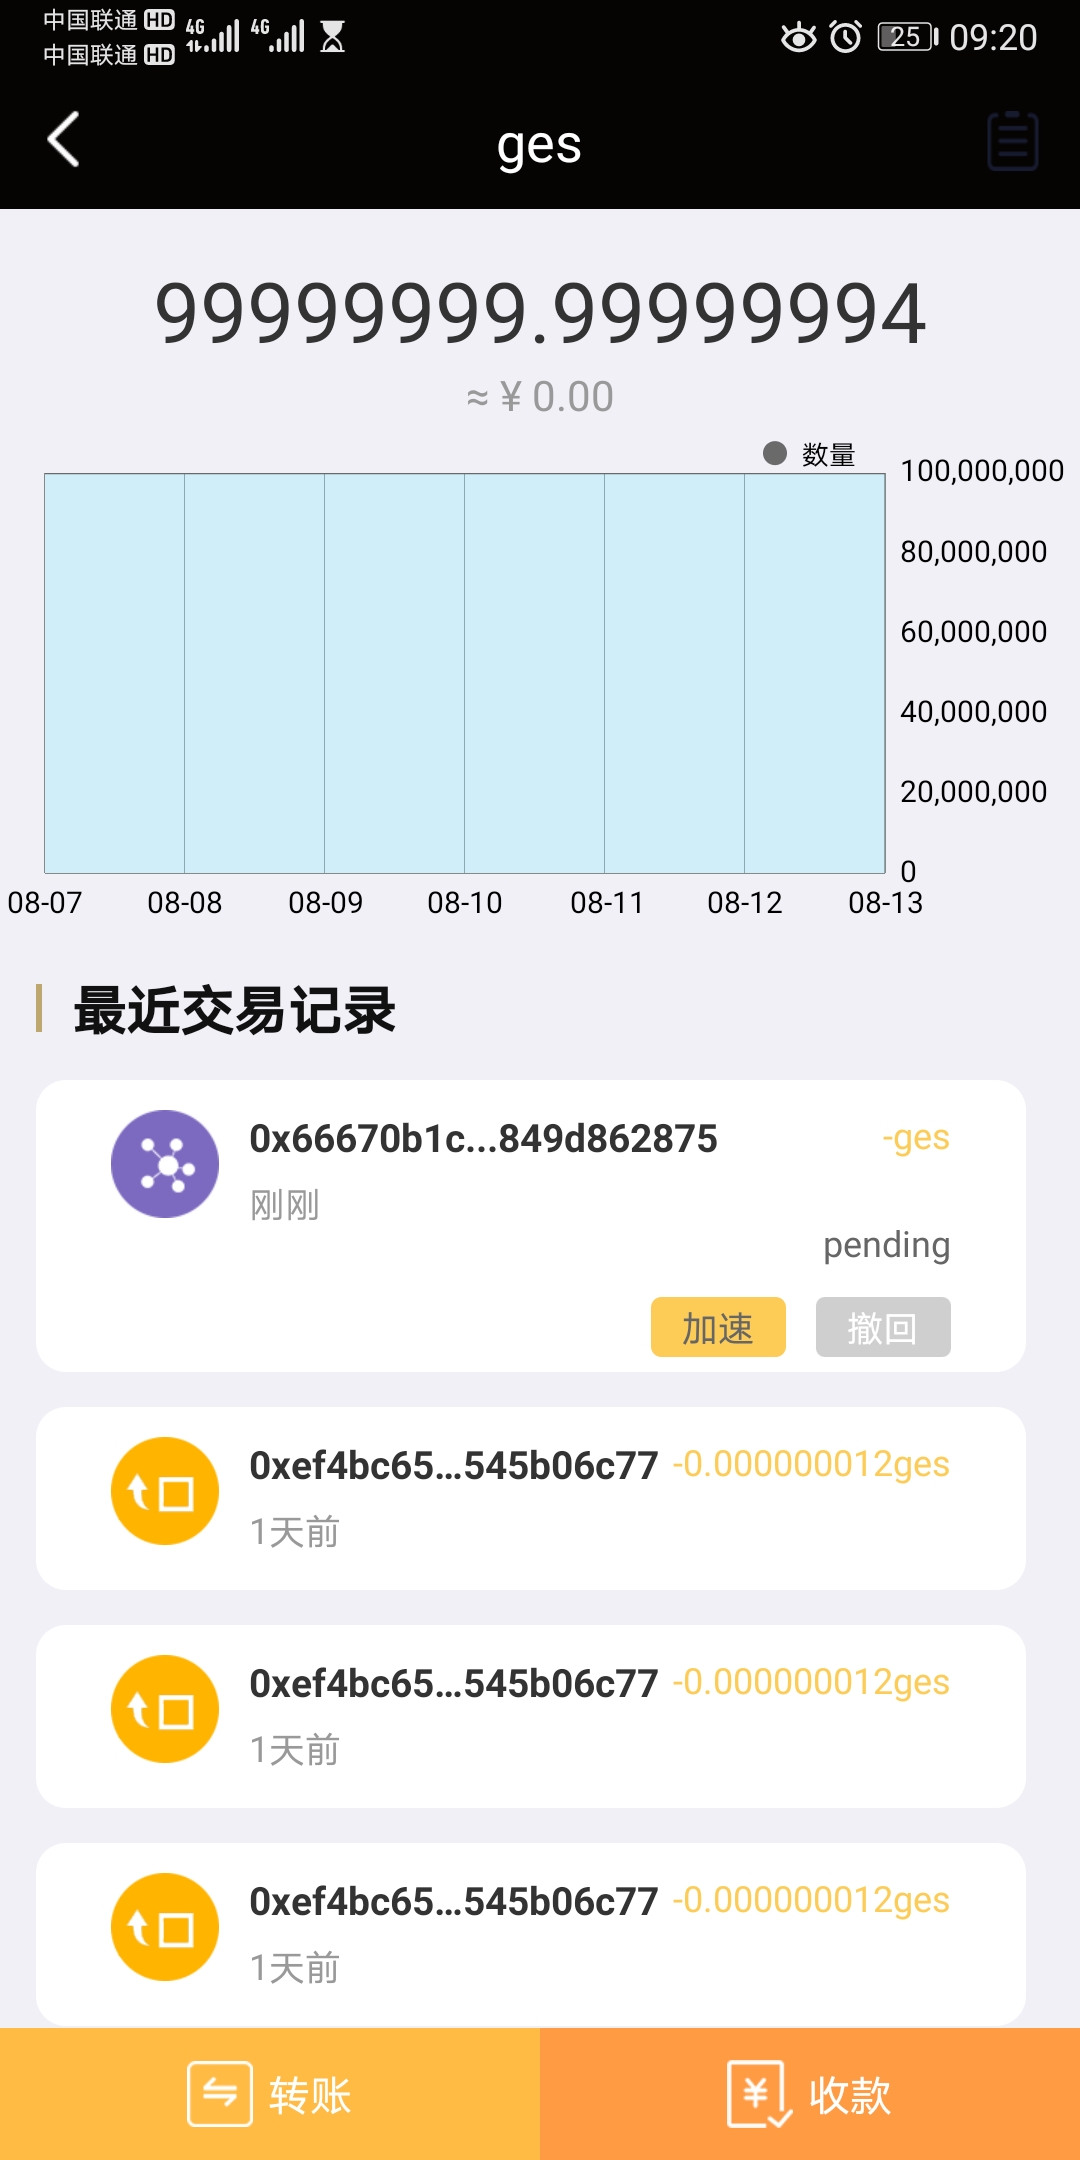 中国联通 HD 4G 4G 25 09:20
中国联通 HD
ges
99999999.99999994
≈ ¥ 0.00
数量
100,000,000
80,000,000
60,000,000
40,000,000
20,000,000
0
08-07 08-08 08-09 08-10 08-11 08-12 08-13
最近交易记录
0x66670b1c...849d862875 -ges
刚刚
pending
加速 撤回
0xef4bc65...545b06c77 -0.000000012ges
1天前
0xef4bc65...545b06c77 -0.000000012ges
1天前
0xef4bc65...545b06c77 -0.000000012ges
1天前
转账 收款